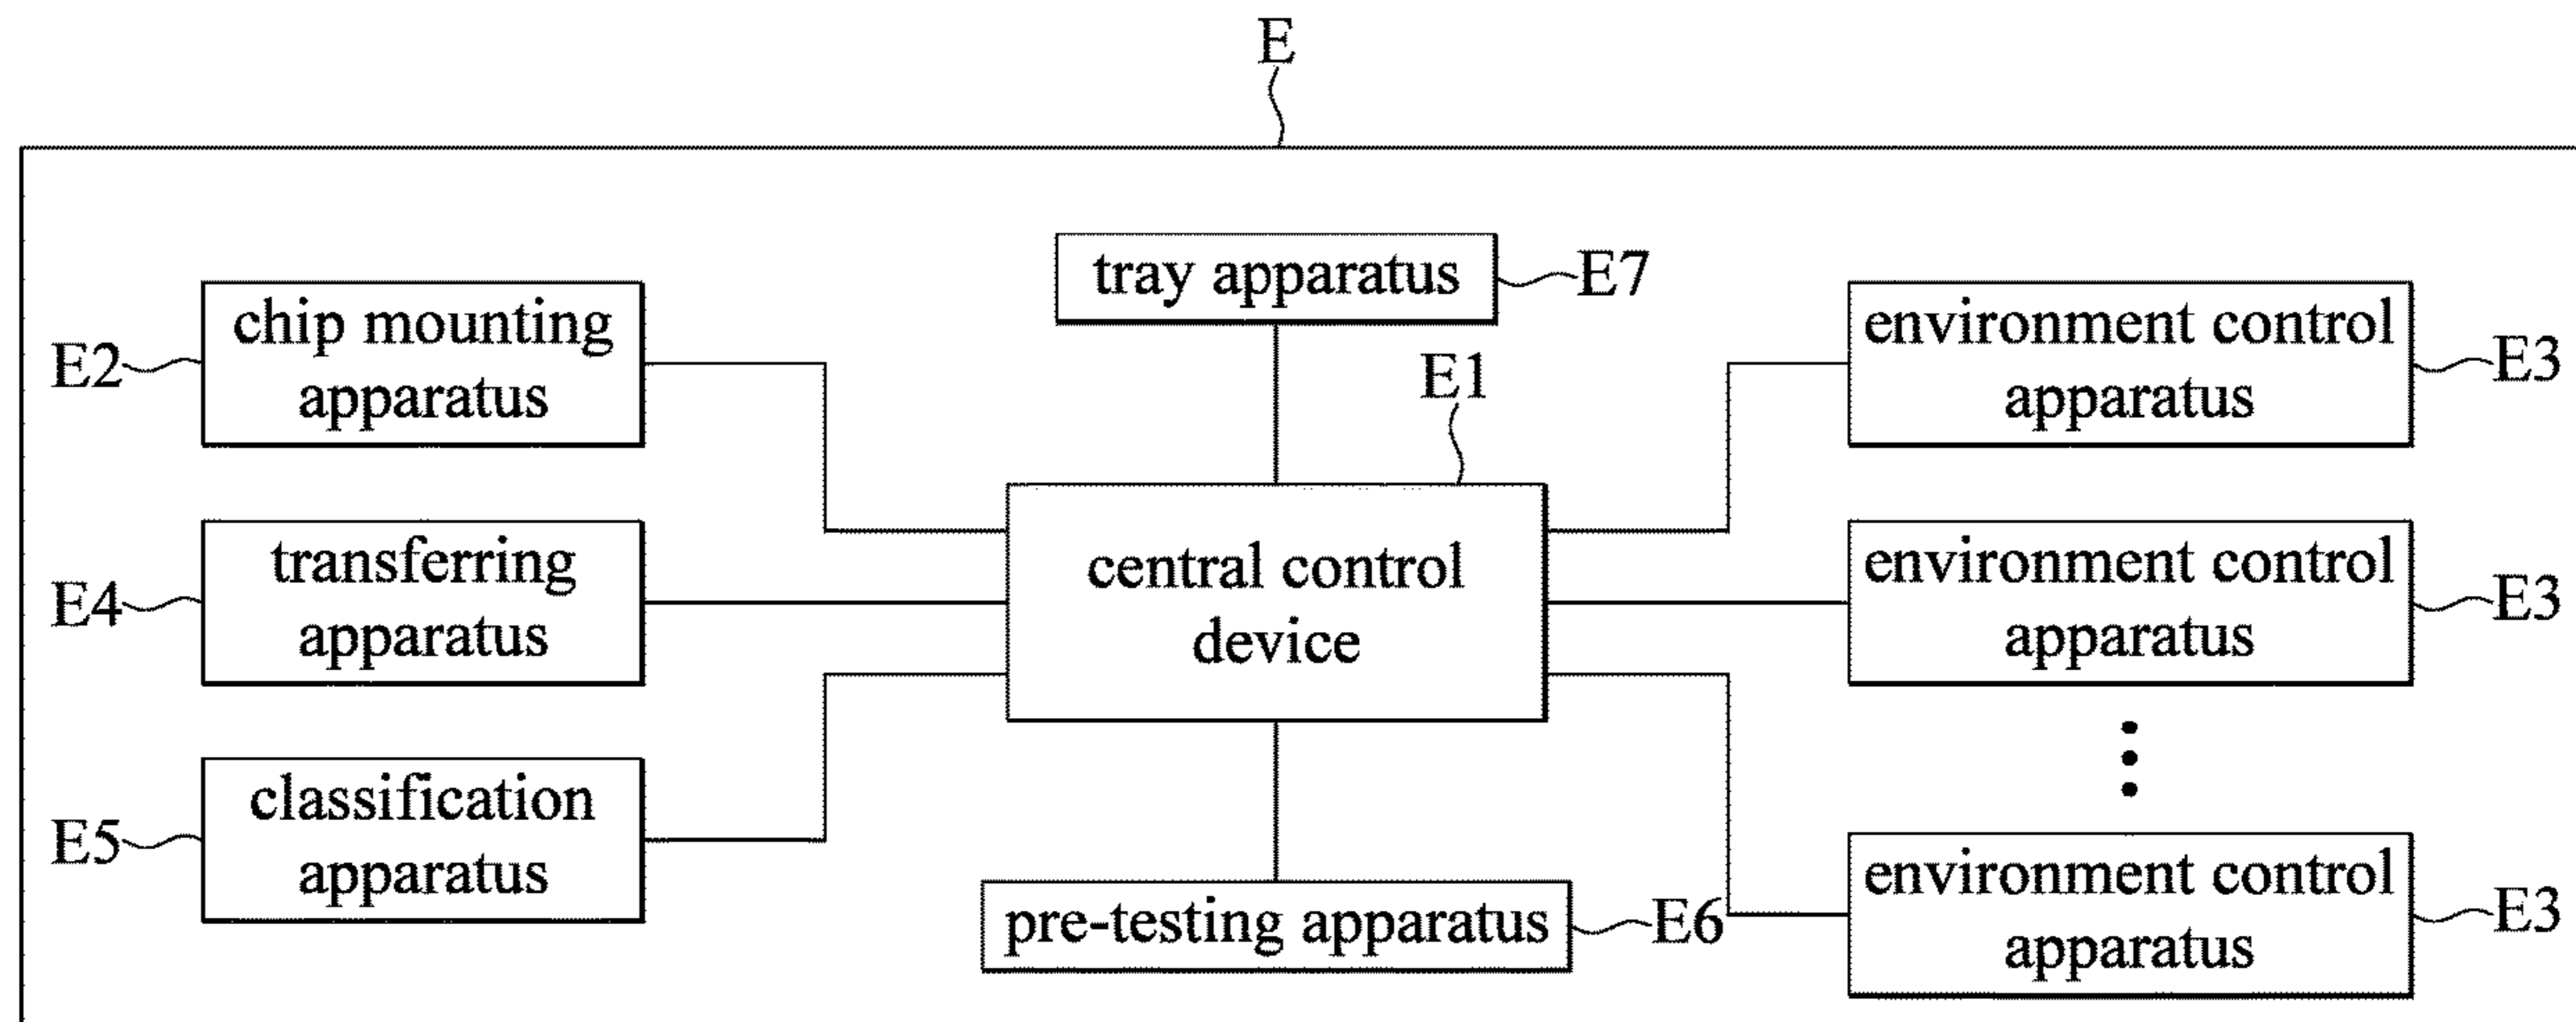 E
tray apparatus
E7
chip mounting
apparatus
E2
environment control
apparatus
E3
E1
transferring
apparatus
E4
central control
device
environment control
apparatus
E3
classification
apparatus
E5
pre-testing apparatus
E6
environment control
apparatus
E3